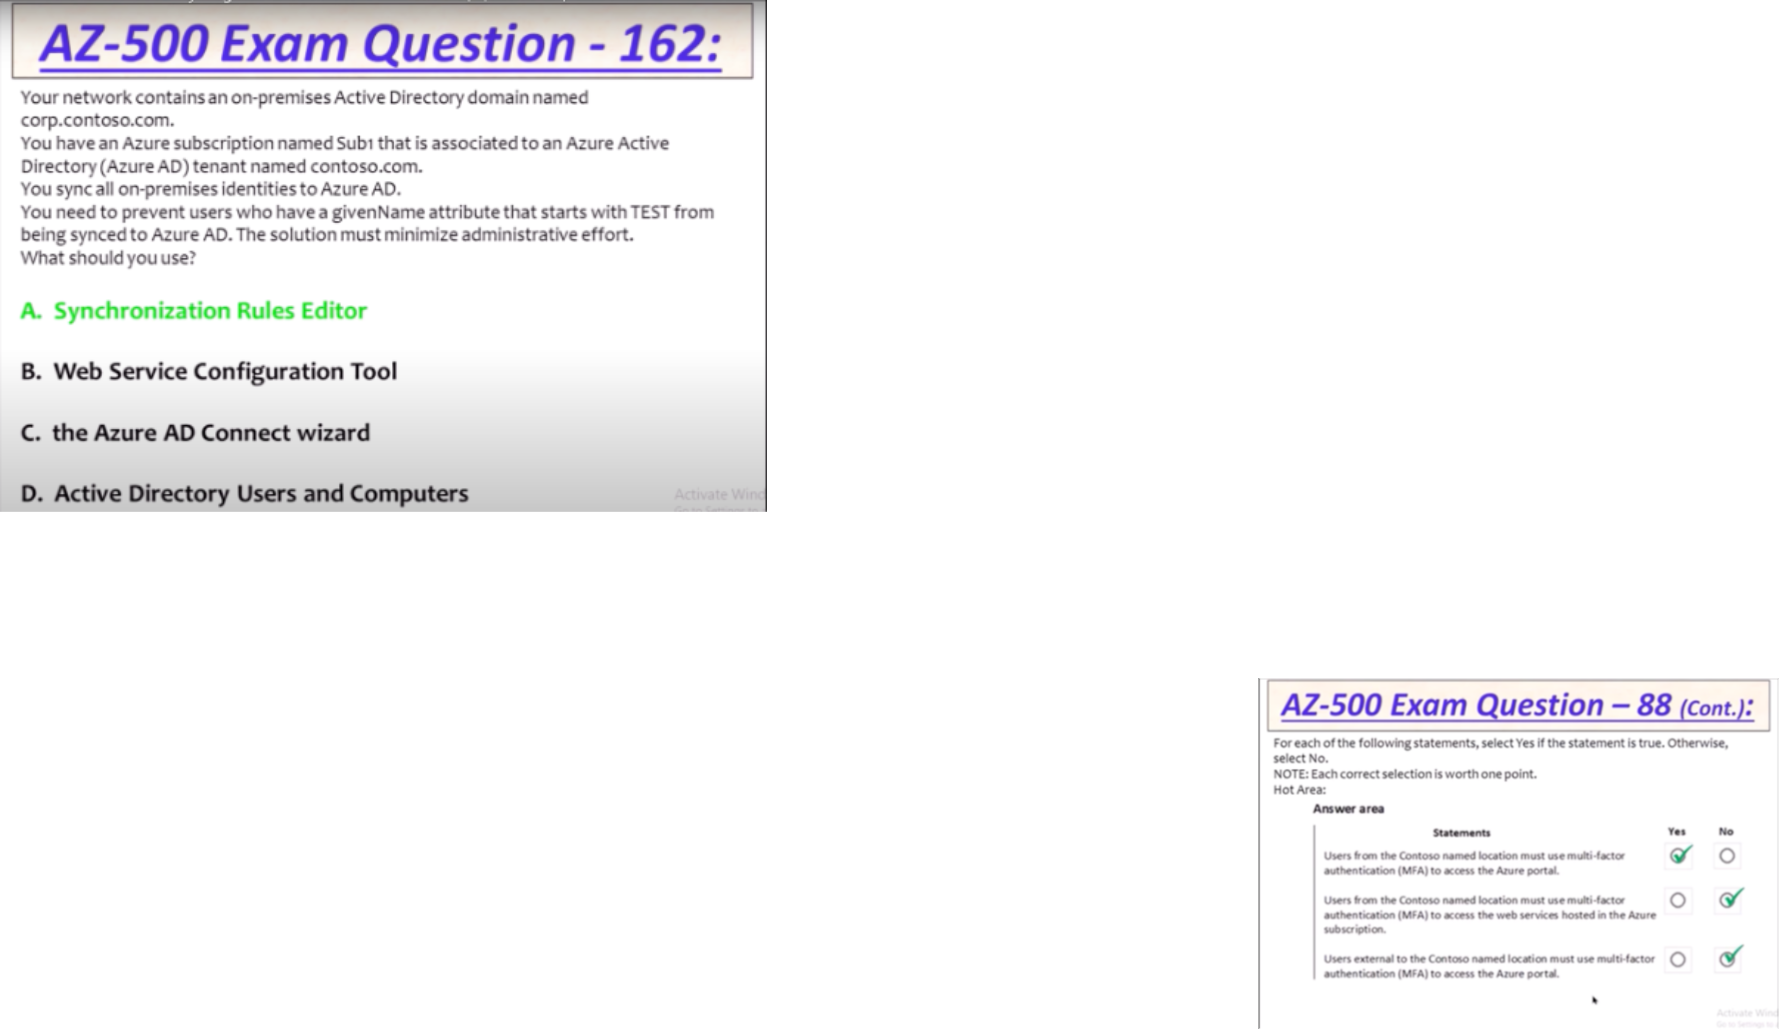 AZ-500 Exam Question - 162:
Your network contains an on-premises Active Directory domain named
corp.contoso.com.
You have an Azure subscription named Sub1 that is associated to an Azure Active
Directory (Azure AD) tenant named contoso.com.
You sync all on-premises identities to Azure AD.
You need to prevent users who have a givenName attribute that starts with TEST from
being synced to Azure AD. The solution must minimize administrative effort.
What should you use?
A. Synchronization Rules Editor
B. Web Service Configuration Tool
C. the Azure AD Connect wizard
D. Active Directory Users and Computers
Activate Wind
AZ-500 Exam Question – 88 (Cont.):
For each of the following statements, select Yes if the statement is true. Otherwise,
select No.
NOTE: Each correct selection is worth one point.
Hot Area:
Answer area
Statements Yes No
Users from the Contoso named location must use multi-factor
authentication (MFA) to access the Azure portal.
Users from the Contoso named location must use multi-factor
authentication (MFA) to access the web services hosted in the Azure
subscription.
Users external to the Contoso named location must use multi-factor
authentication (MFA) to access the Azure portal.
Activate Wind